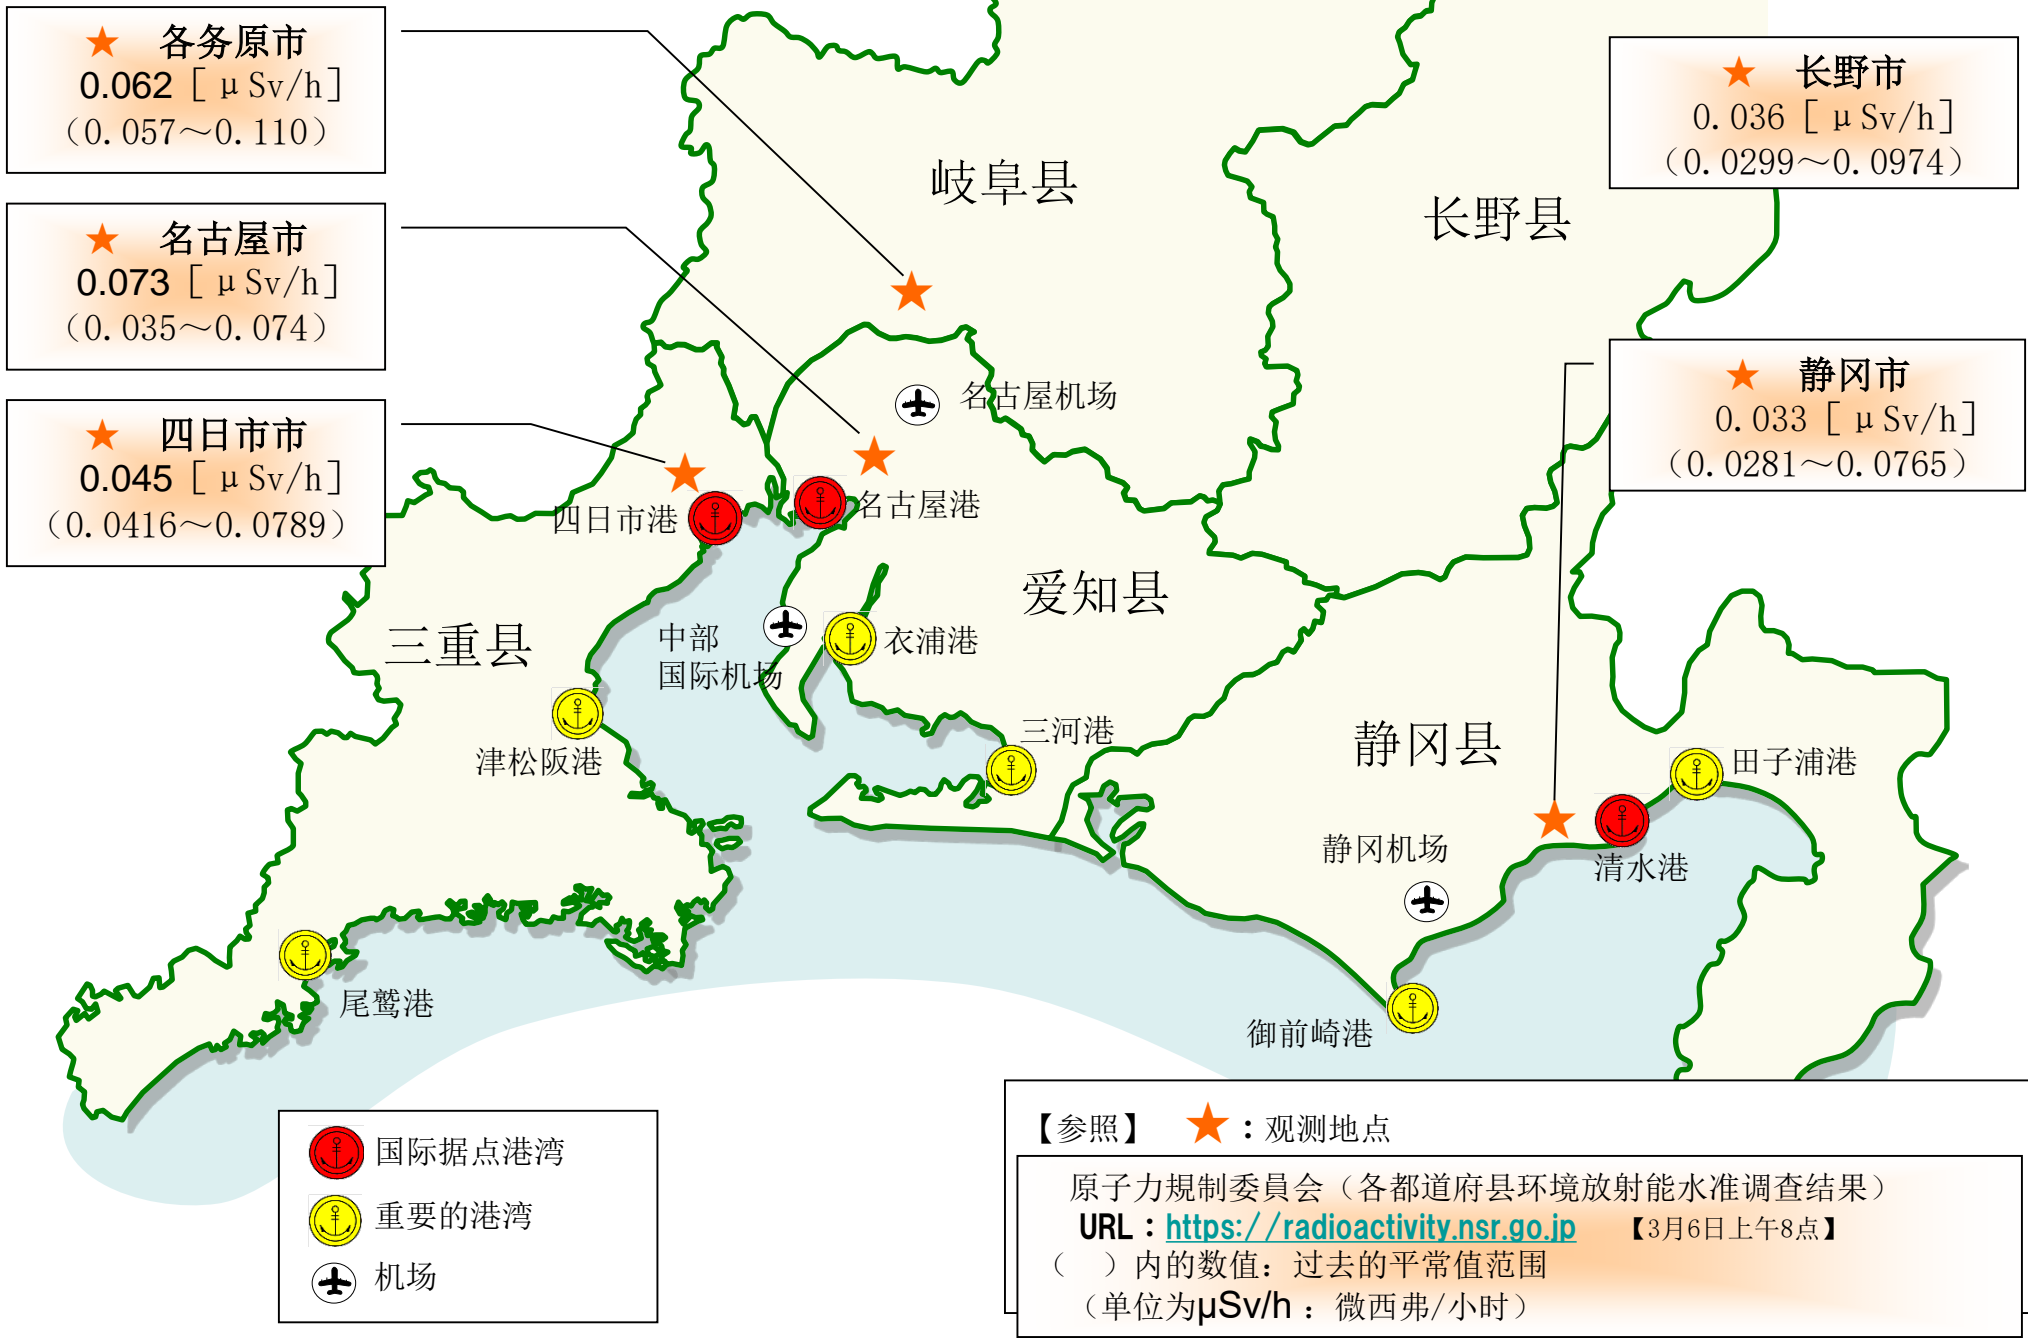 ★ 各务原市
0.062［μSv/h］
（0.057～0.110）
★ 名古屋市
0.073［μSv/h］
（0.035～0.074）
★ 四日市市
0.045［μSv/h］
（0.0416～0.0789）
★ 长野市
0.036［μSv/h］
（0.0299～0.0974）
★ 静冈市
0.033［μSv/h］
（0.0281～0.0765）
岐阜县
长野县
名古屋机场
四日市港
名古屋港
爱知县
三重县
中部
国际机场
衣浦港
津松阪港
三河港
静冈县
田子浦港
静冈机场
清水港
尾鹫港
御前崎港
国际据点港湾
重要的港湾
机场
【参照】 ★：观测地点
原子力規制委員会（各都道府县环境放射能水准调查结果）
URL：https://radioactivity.nsr.go.jp 【3月6日上午8点】
（ ）内的数值：过去的平常值范围
（单位为μSv/h：微西弗/小时）